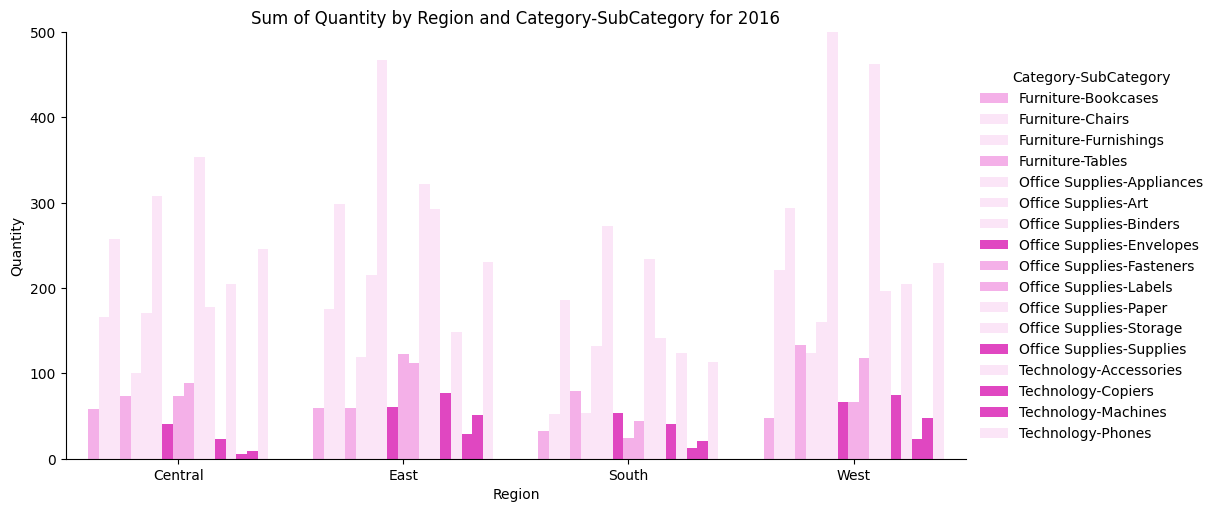 Sum of Quantity by Region and Category-SubCategory for 2016
500
400
300
200
100
0
Quantity
Central
East
South
West
Region
Category-SubCategory
Furniture-Bookcases
Furniture-Chairs
Furniture-Furnishings
Furniture-Tables
Office Supplies-Appliances
Office Supplies-Art
Office Supplies-Binders
Office Supplies-Envelopes
Office Supplies-Fasteners
Office Supplies-Labels
Office Supplies-Paper
Office Supplies-Storage
Office Supplies-Supplies
Technology-Accessories
Technology-Copiers
Technology-Machines
Technology-Phones